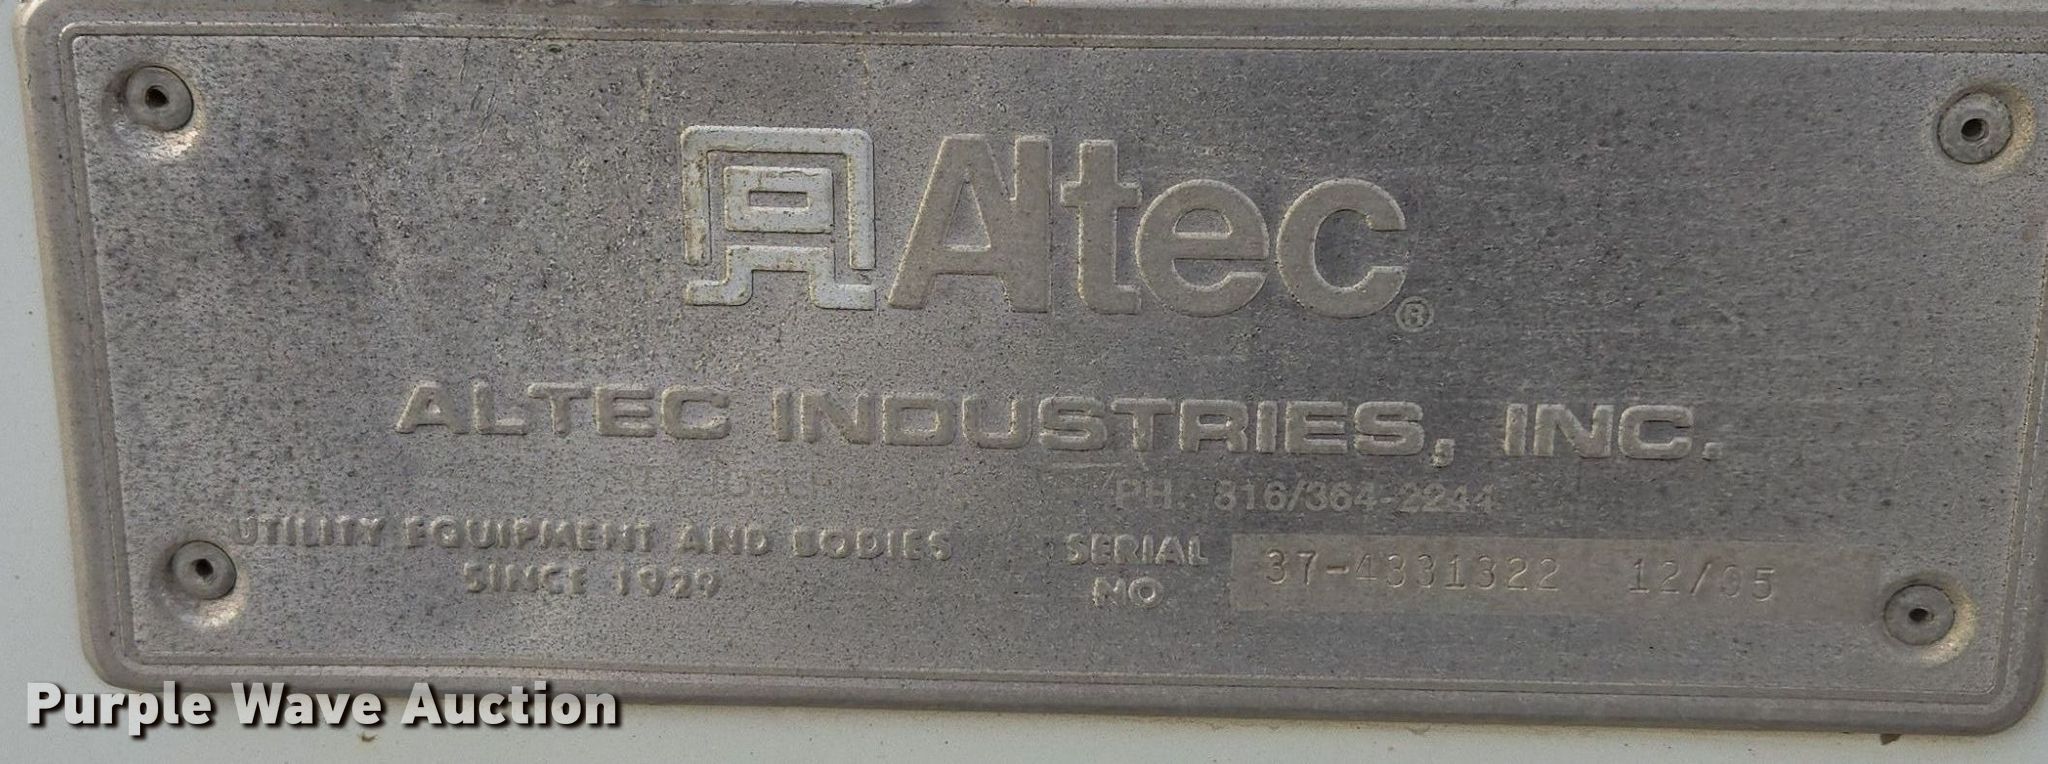 Altec®
ALTEC INDUSTRIES, INC.
PH. 816/364-2244
UTILITY EQUIPMENT AND BODIES
SINCE 1929
SERIAL
NO
37-4331322 12/05
Purple Wave Auction